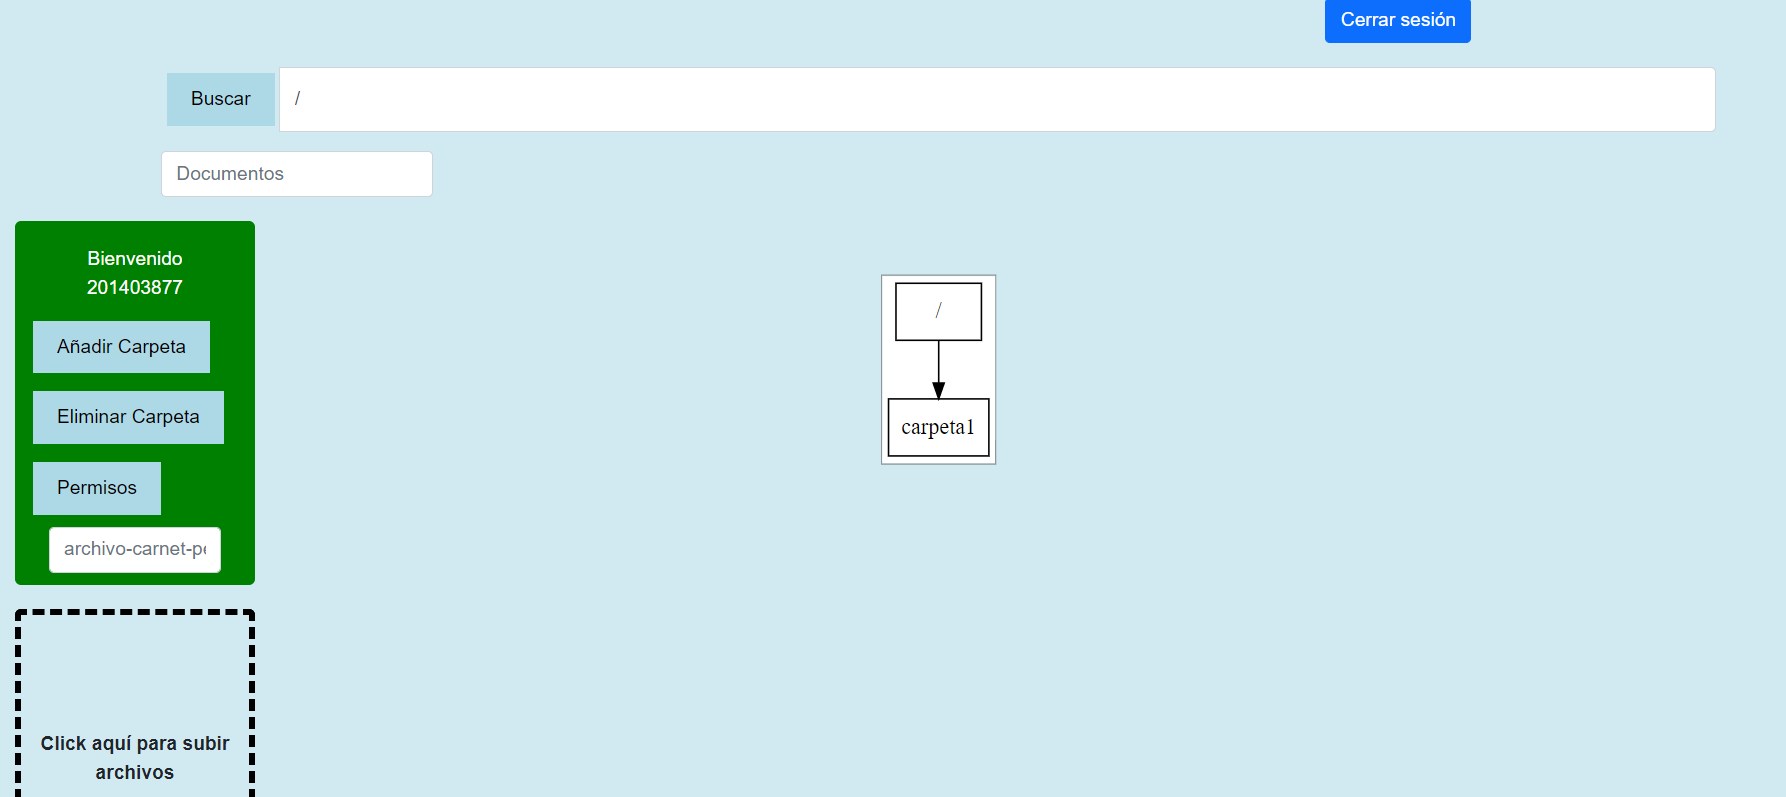 Cerrar sesión
Buscar
/
Documentos
Bienvenido
201403877
Añadir Carpeta
Eliminar Carpeta
Permisos
archivo-carnet-pe
/
carpeta1
Click aquí para subir
archivos